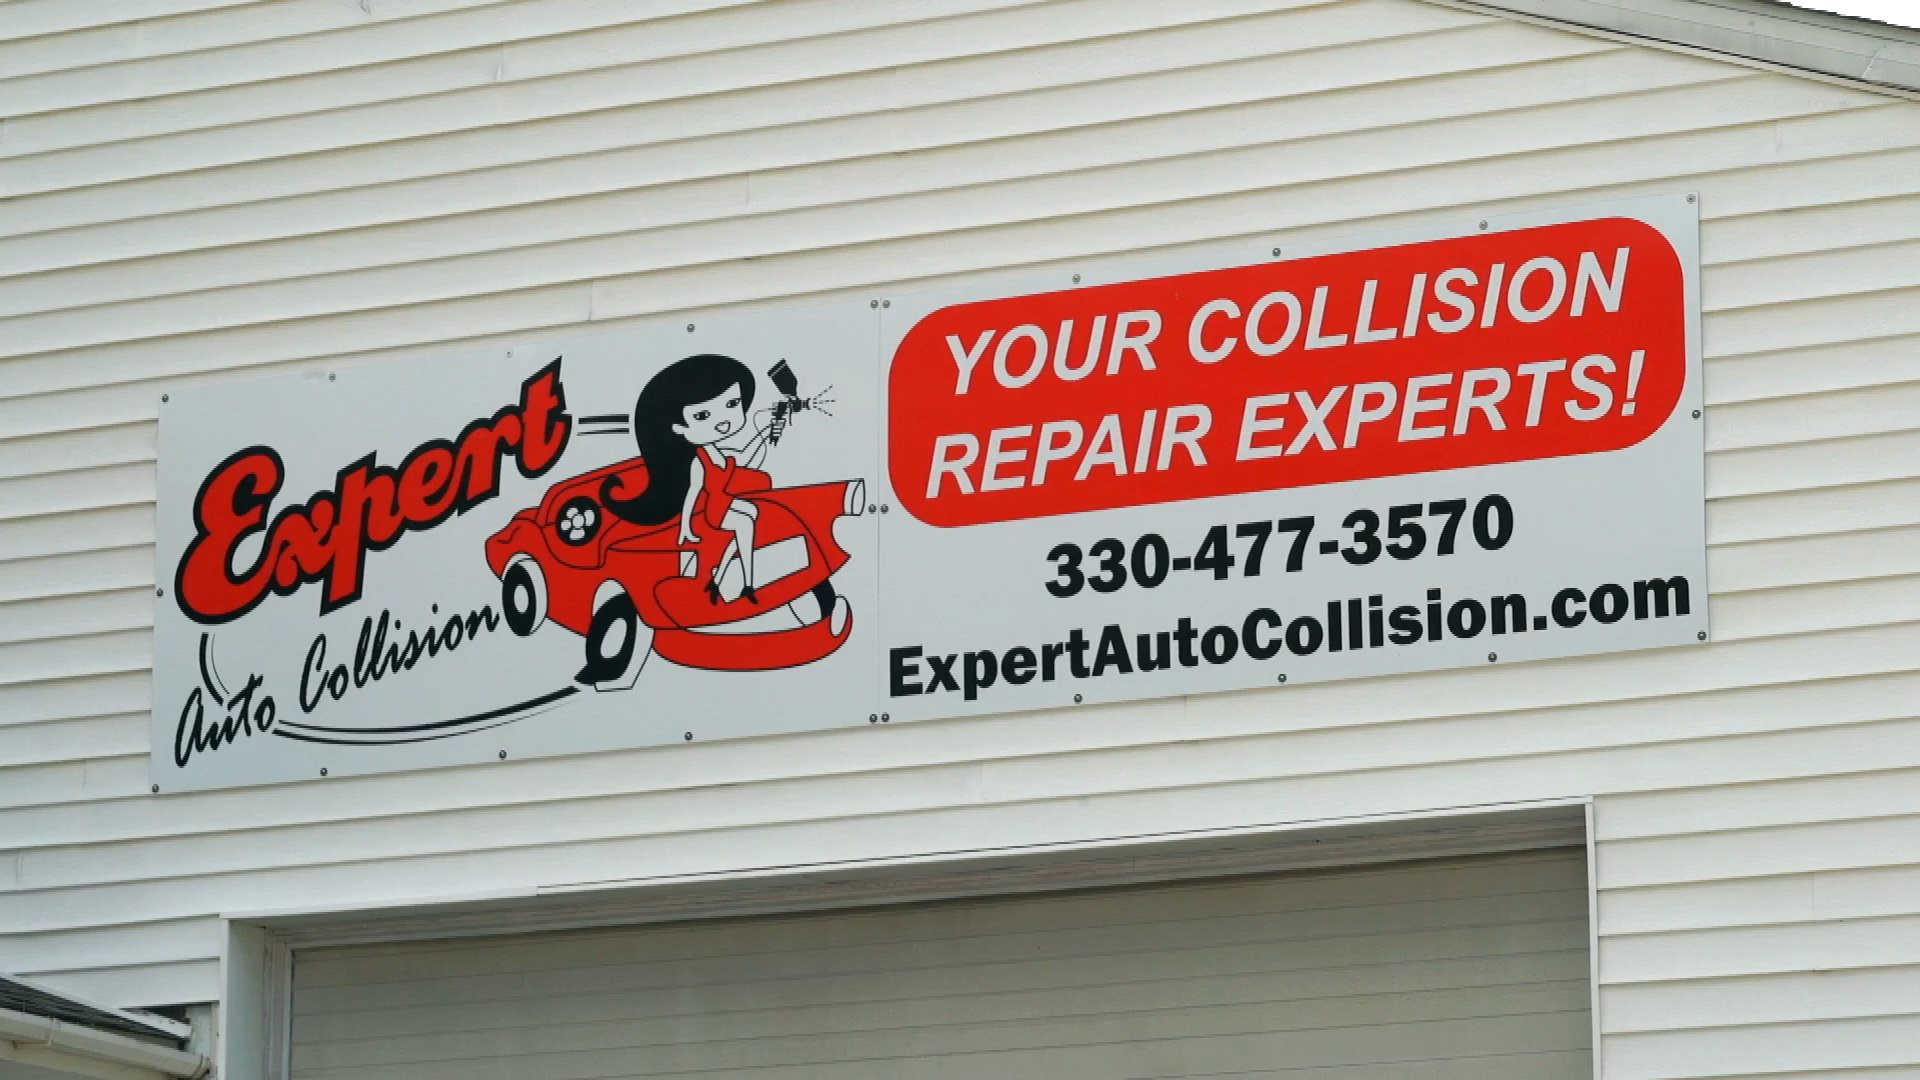 Expert
Auto Collision
YOUR COLLISION
REPAIR EXPERTS!
330-477-3570
ExpertAutoCollision.com